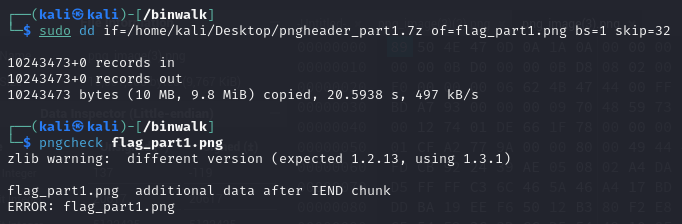 ┌──(kali㉿kali)-[/binwalk]
└─$ sudo dd if=/home/kali/Desktop/pngheader_part1.7z of=flag_part1.png bs=1 skip=32
10243473+0 records in
10243473+0 records out
10243473 bytes (10 MB, 9.8 MiB) copied, 20.5938 s, 497 kB/s
┌──(kali㉿kali)-[/binwalk]
└─$ pngcheck flag_part1.png
zlib warning:  different version (expected 1.2.13, using 1.3.1)
flag_part1.png  additional data after IEND chunk
ERROR: flag_part1.png